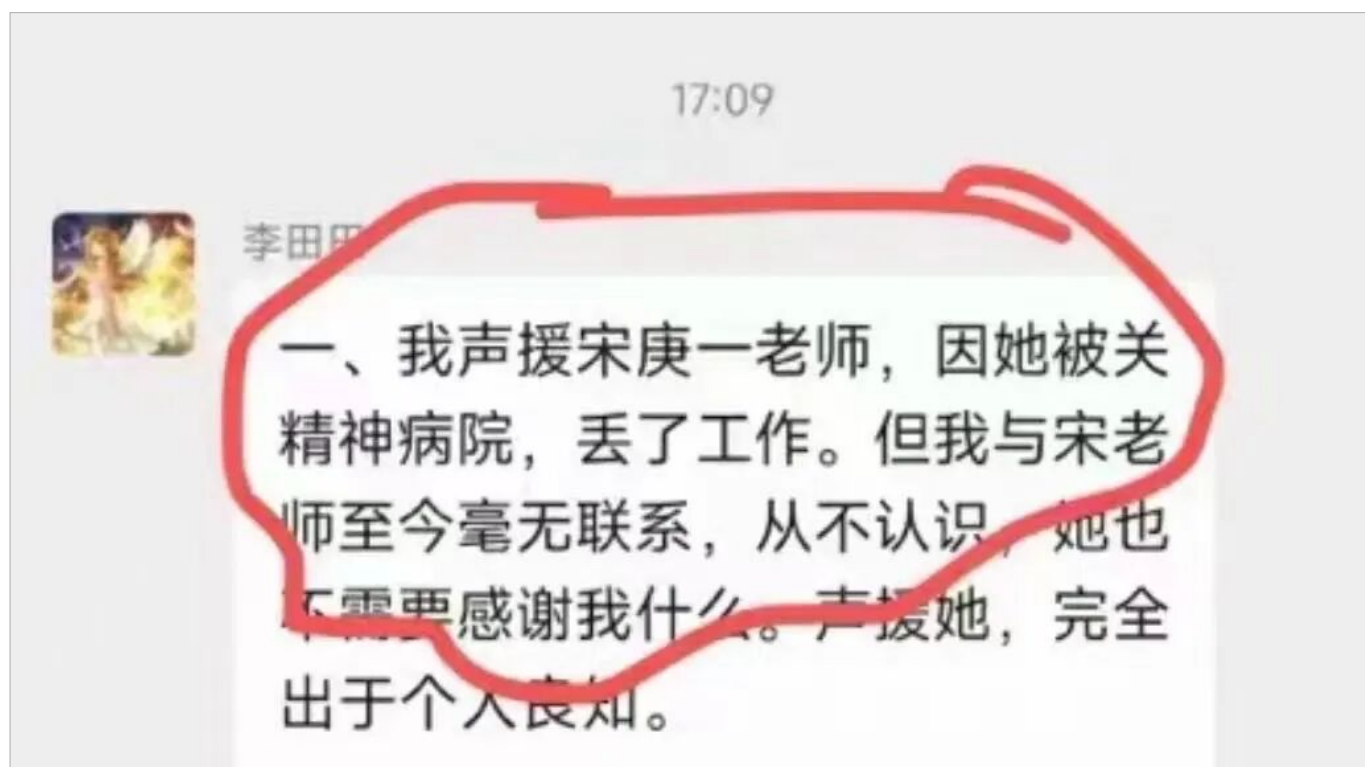 17:09
李田田
一、我声援宋庚一老师，因她被关
精神病院，丢了工作。但我与宋老
师至今毫无联系，从不认识，她也
不需要感谢我什么。声援她，完全
出于个人良知。